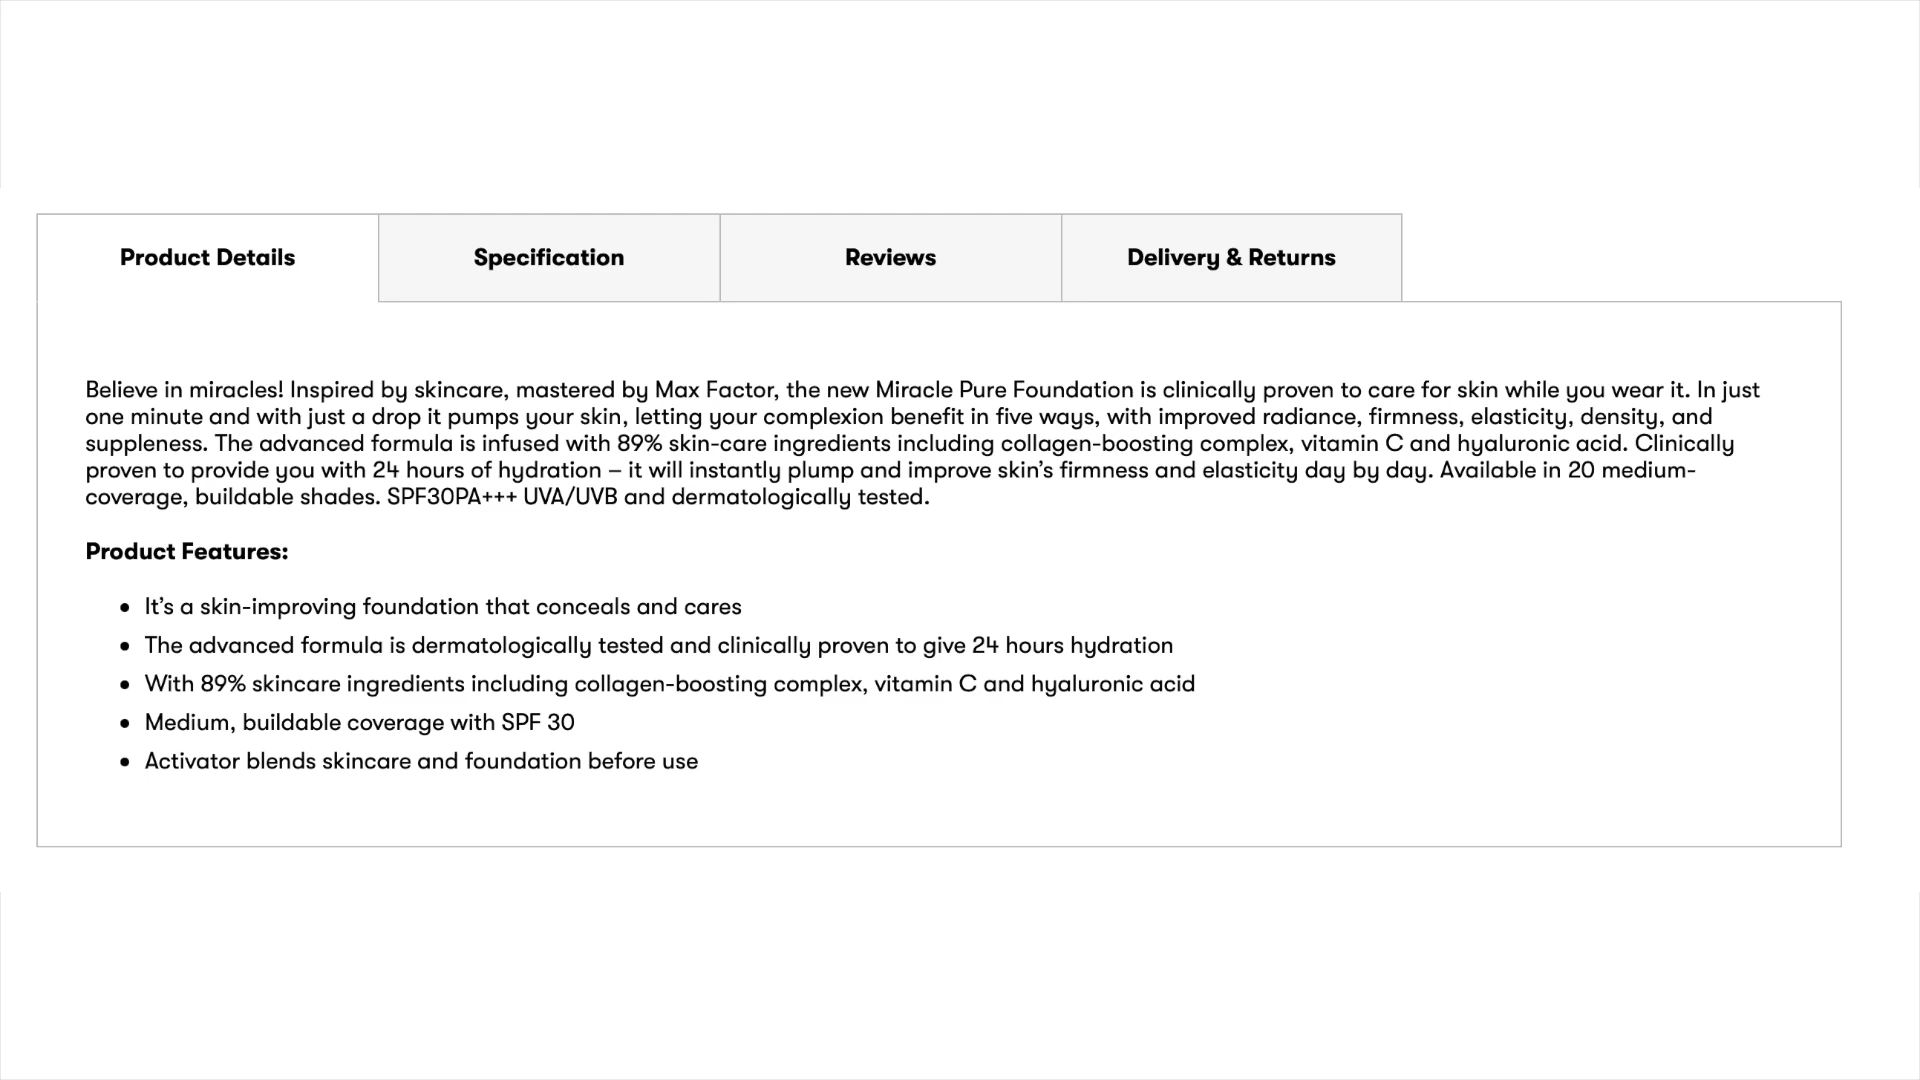 Product Details
Specification
Reviews
Delivery & Returns
Believe in miracles! Inspired by skincare, mastered by Max Factor, the new Miracle Pure Foundation is clinically proven to care for skin while you wear it. In just
one minute and with just a drop it pumps your skin, letting your complexion benefit in five ways, with improved radiance, firmness, elasticity, density, and
suppleness. The advanced formula is infused with 89% skin-care ingredients including collagen-boosting complex, vitamin C and hyaluronic acid. Clinically
proven to provide you with 24 hours of hydration – it will instantly plump and improve skin’s firmness and elasticity day by day. Available in 20 medium-
coverage, buildable shades. SPF30PA+++ UVA/UVB and dermatologically tested.
Product Features:
• It’s a skin-improving foundation that conceals and cares
• The advanced formula is dermatologically tested and clinically proven to give 24 hours hydration
• With 89% skincare ingredients including collagen-boosting complex, vitamin C and hyaluronic acid
• Medium, buildable coverage with SPF 30
• Activator blends skincare and foundation before use